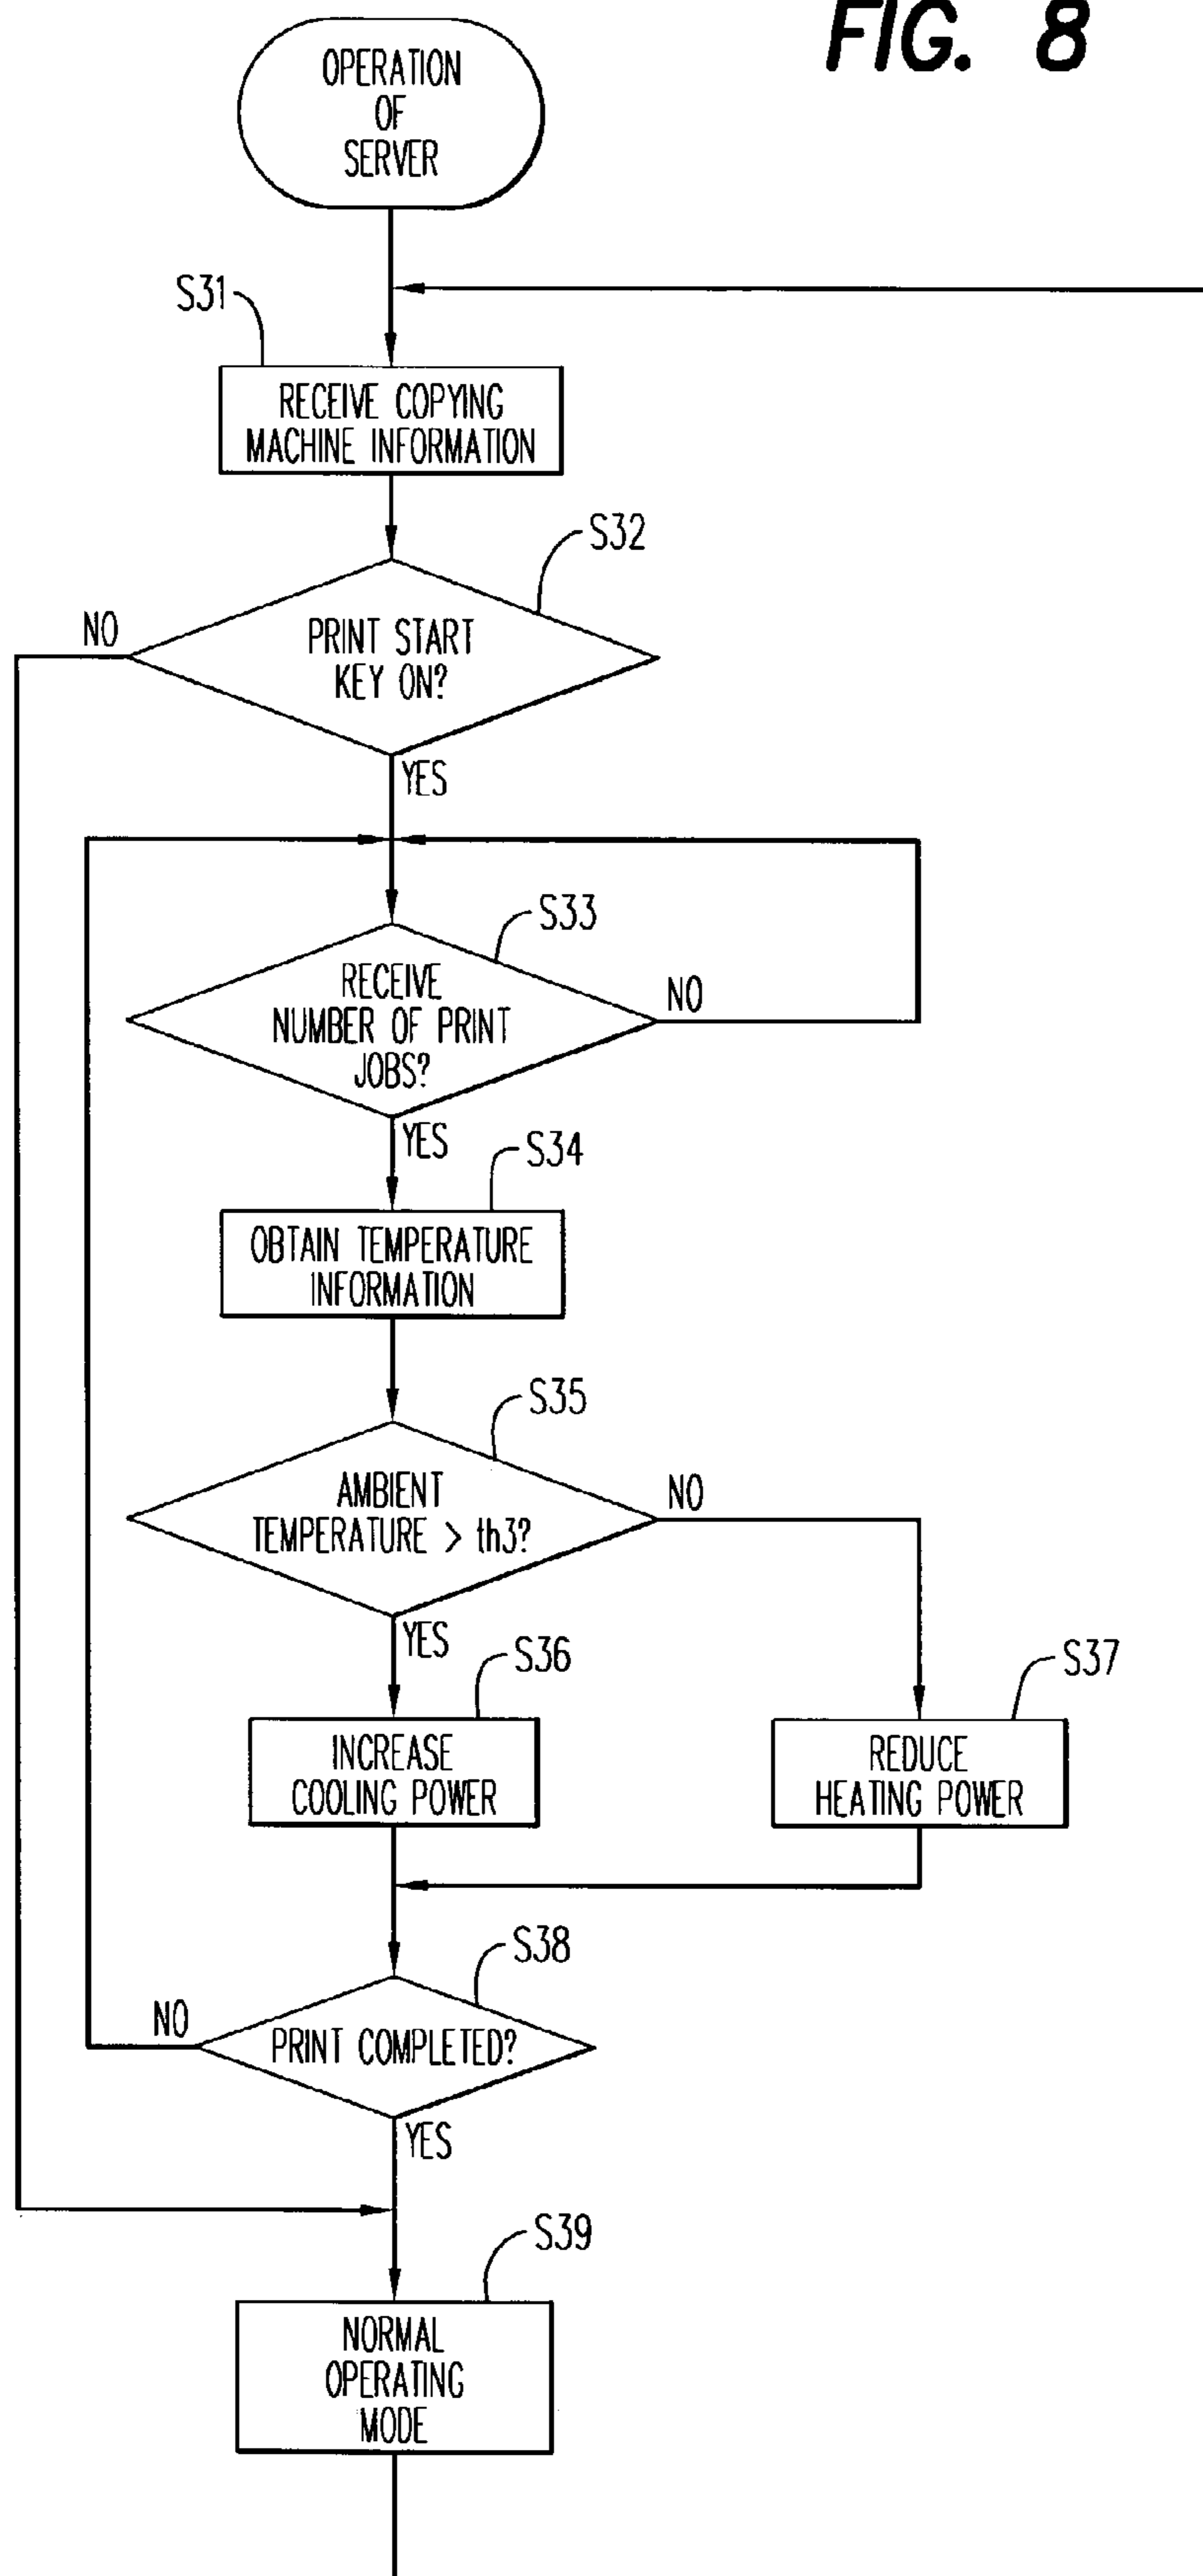 FIG. 8
OPERATION
OF
SERVER
S31
RECEIVE COPYING
MACHINE INFORMATION
S32
NO
PRINT START
KEY ON?
YES
S33
RECEIVE
NUMBER OF PRINT
JOBS?
NO
YES
S34
OBTAIN TEMPERATURE
INFORMATION
S35
AMBIENT
TEMPERATURE > th3?
NO
YES
S36
INCREASE
COOLING POWER
S37
REDUCE
HEATING POWER
S38
NO
PRINT COMPLETED?
YES
S39
NORMAL
OPERATING
MODE